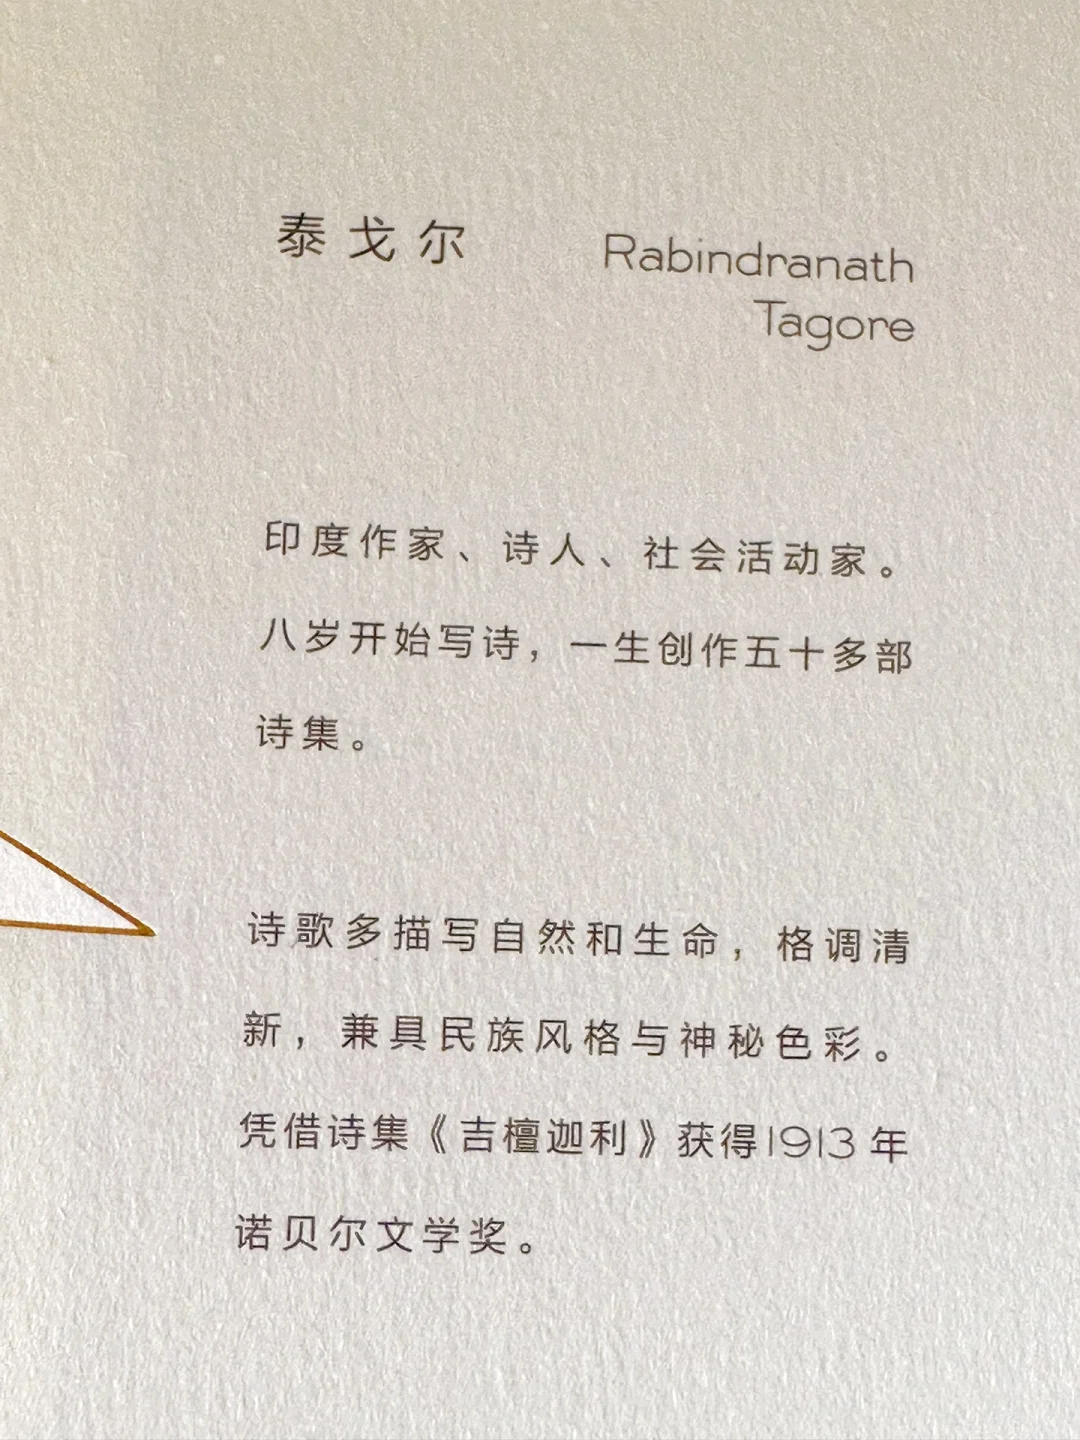 泰戈尔
Rabindranath
Tagore
印度作家、诗人、社会活动家。
八岁开始写诗，一生创作五十多部
诗集。
诗歌多描写自然和生命，格调清
新，兼具民族风格与神秘色彩。
凭借诗集《吉檀迦利》获得1913年
诺贝尔文学奖。